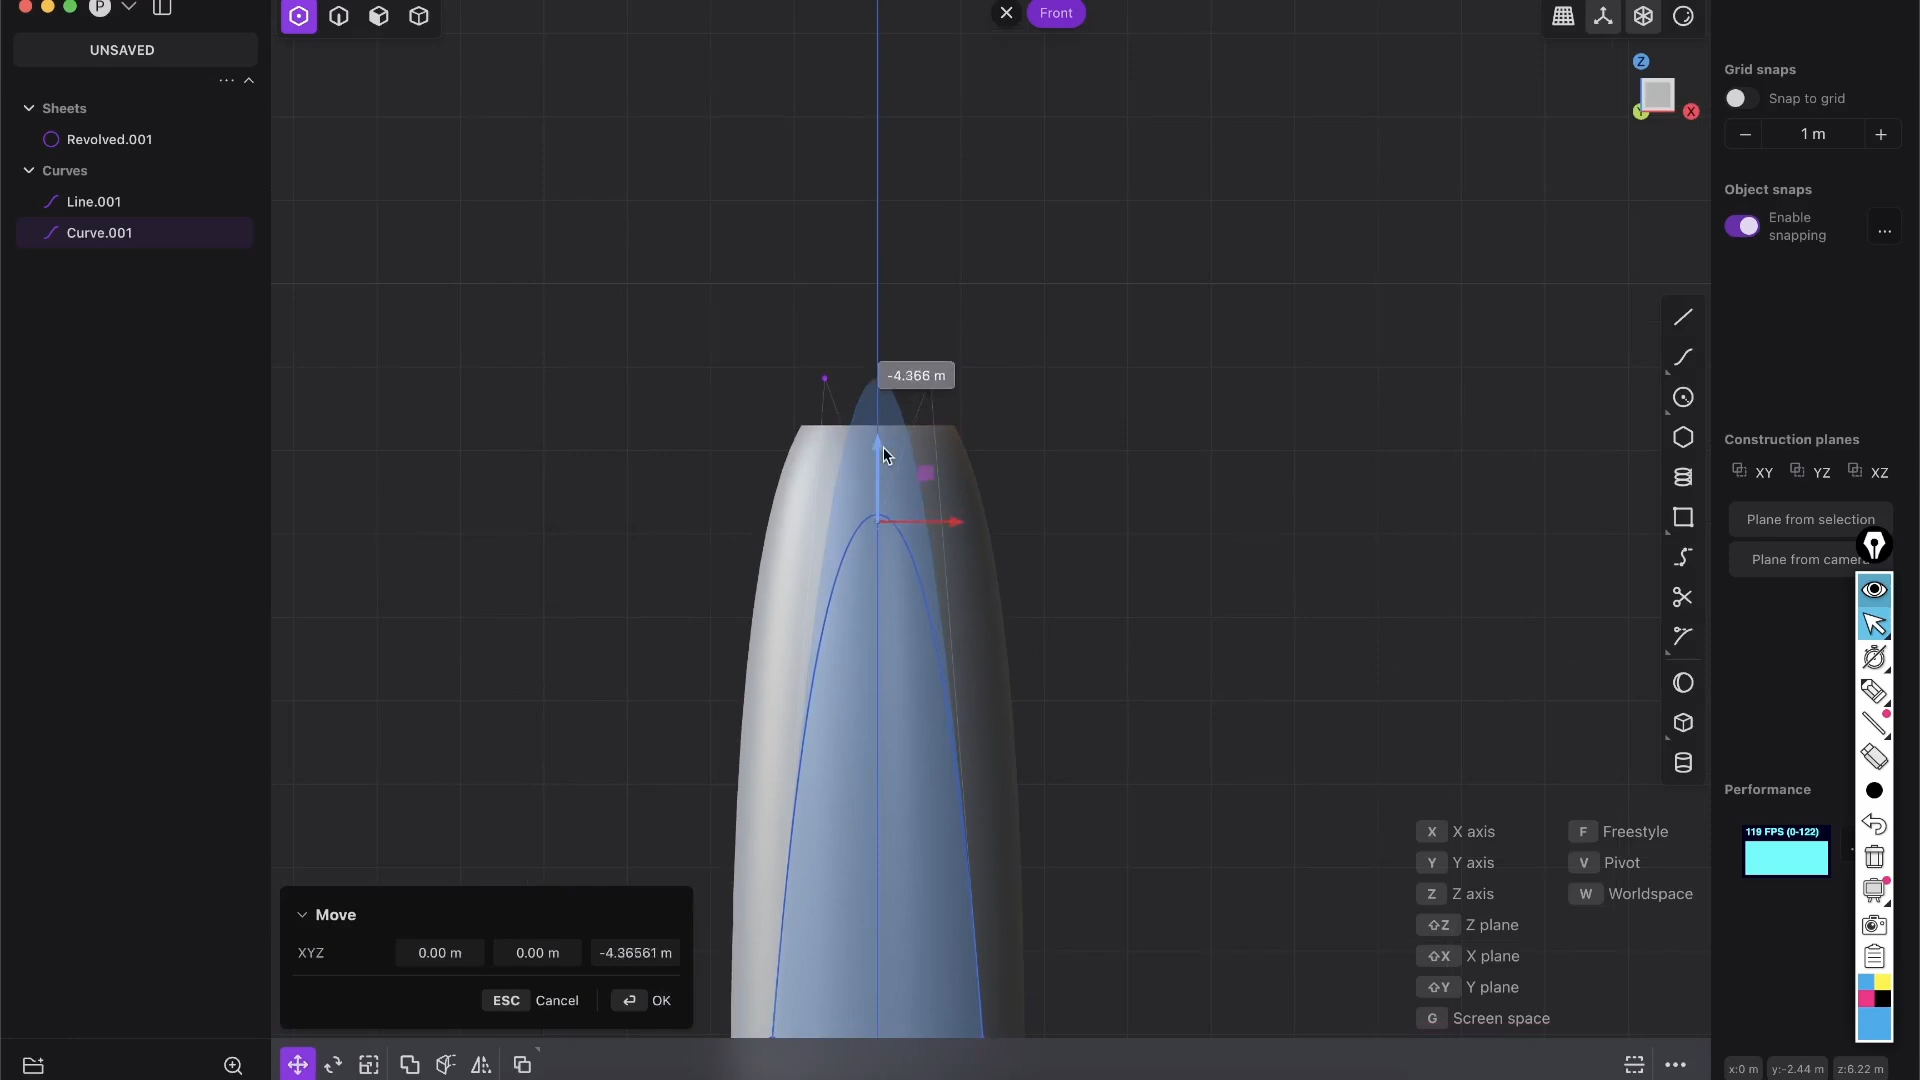 P
UNSAVED
Sheets
Revolved.001
Curves
Line.001
Curve.001
Front
Z
X
Grid snaps
Snap to grid
1 m
Object snaps
Enable
snapping
-4.366 m
Construction planes
XY YZ XZ
Plane from selection
Plane from camera
Performance
119 FPS (0-122)
X X axis F Freestyle
Y Y axis V Pivot
Z Z axis W Worldspace
⇧Z Z plane
⇧X X plane
⇧Y Y plane
G Screen space
Move
XYZ 0.00 m 0.00 m -4.36561 m
ESC Cancel OK
x:0 m y:-2.44 m z:6.22 m